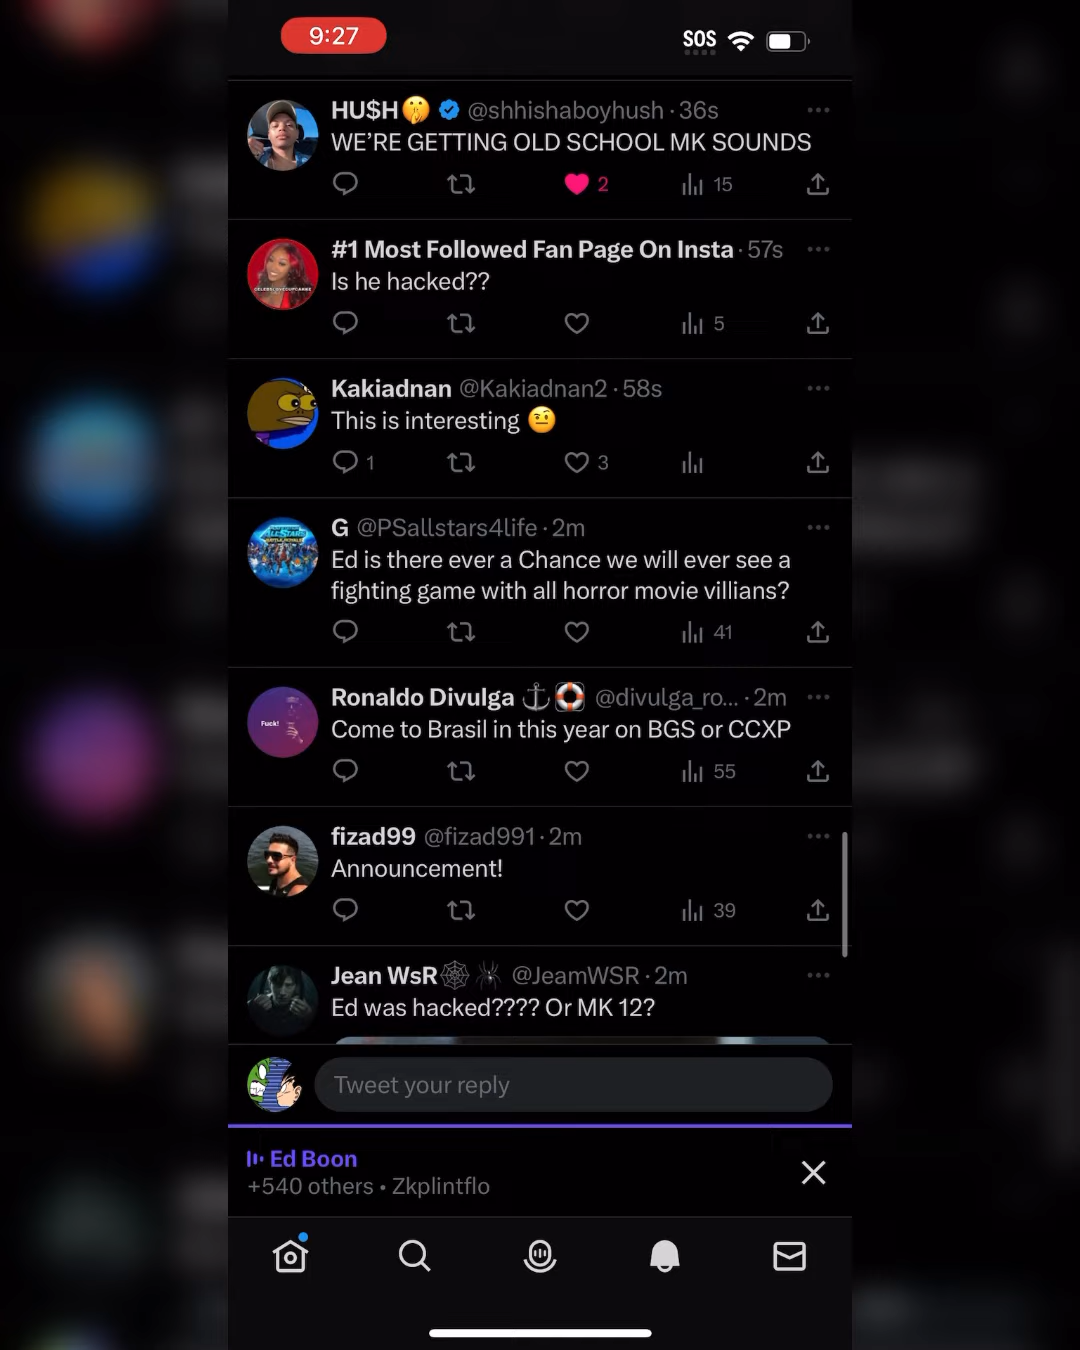 9:27 SOS
HU$H🤫 @shhishaboyhush · 36s
WE'RE GETTING OLD SCHOOL MK SOUNDS
2 15
#1 Most Followed Fan Page On Insta · 57s
Is he hacked??
5
Kakiadnan @Kakiadnan2 · 58s
This is interesting 🤨
1 3
G @PSallstars4life · 2m
Ed is there ever a Chance we will ever see a
fighting game with all horror movie villians?
41
Ronaldo Divulga ⚓🛟 @divulga_ro... · 2m
Fuck!
Come to Brasil in this year on BGS or CCXP
55
fizad99 @fizad991 · 2m
Announcement!
39
Jean WsR🕸🕷 @JeamWSR · 2m
Ed was hacked???? Or MK 12?
Tweet your reply
Ed Boon
+540 others • Zkplintflo